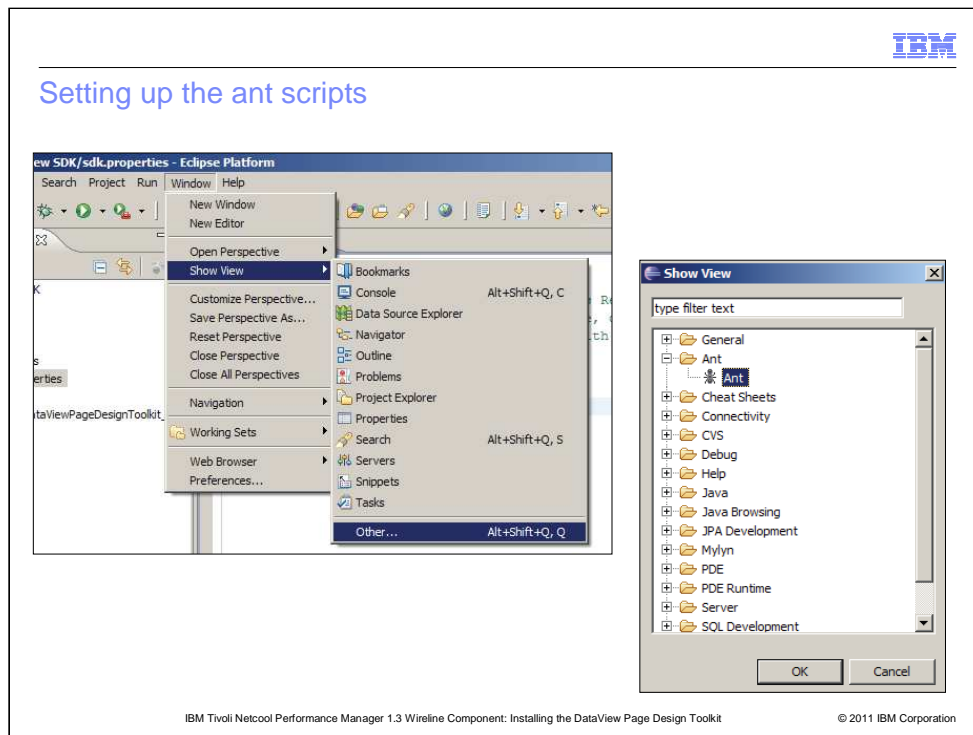 IBM
Setting up the ant scripts
ew SDK/sdk.properties - Eclipse Platform
Search Project Run Window Help
New Window
New Editor
Open Perspective
Show View
Customize Perspective...
Save Perspective As...
Reset Perspective
Close Perspective
Close All Perspectives
Navigation
Working Sets
Web Browser
Preferences...
K
s
erties
ataViewPageDesignToolkit_
Bookmarks
Console Alt+Shift+Q, C
Data Source Explorer
Navigator
Outline
Problems
Project Explorer
Properties
Search Alt+Shift+Q, S
Servers
Snippets
Tasks
Other... Alt+Shift+Q, Q
Re
, c
th
Show View
type filter text
General
Ant
Ant
Cheat Sheets
Connectivity
CVS
Debug
Help
Java
Java Browsing
JPA Development
Mylyn
PDE
PDE Runtime
Server
SQL Development
OK Cancel
IBM Tivoli Netcool Performance Manager 1.3 Wireline Component: Installing the DataView Page Design Toolkit
© 2011 IBM Corporation